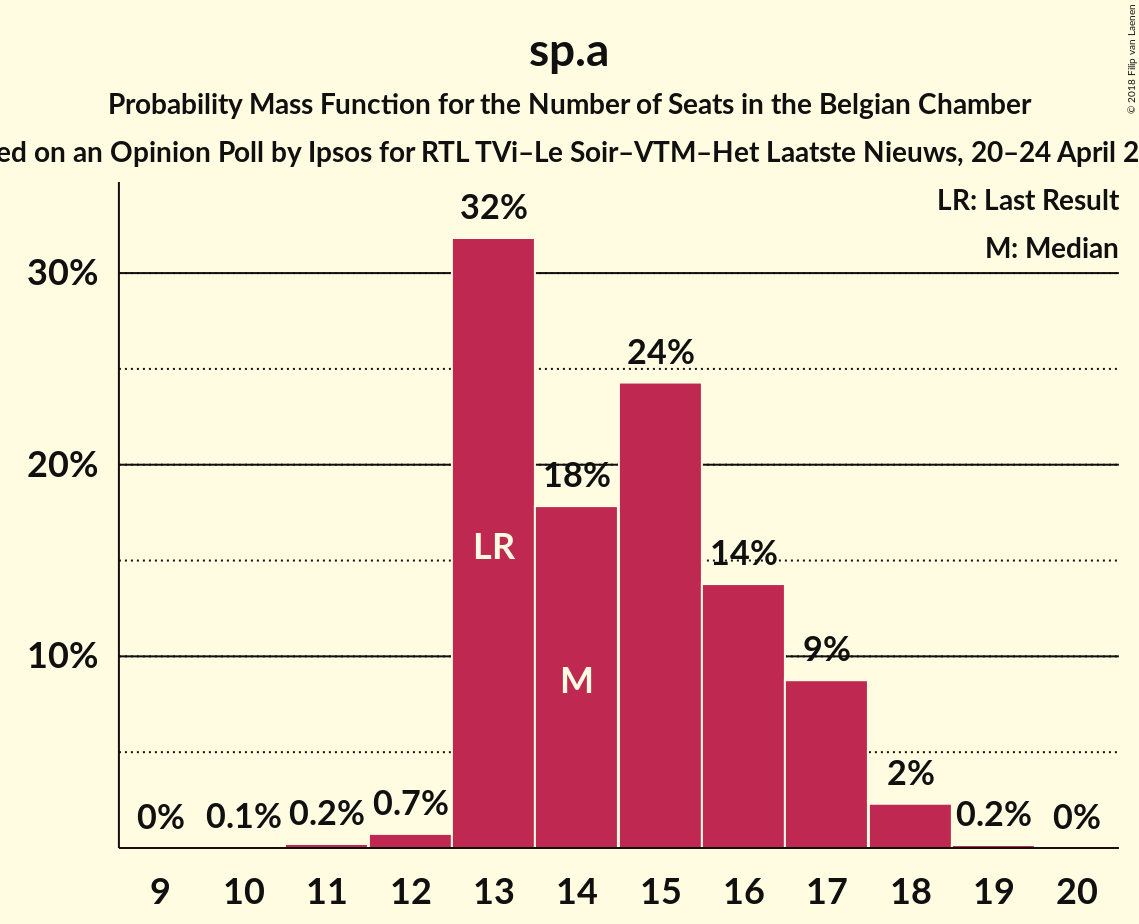 sp.a
Probability Mass Function for the Number of Seats in the Belgian Chamber
ed on an Opinion Poll by Ipsos for RTL TVi–Le Soir–VTM–Het Laatste Nieuws, 20–24 April 2
© 2018 Filip van Laenen
LR: Last Result
M: Median
32%
30%
24%
20%
18%
LR
14%
10%
9%
M
2%
0% 0.1% 0.2% 0.7% 0.2% 0%
9 10 11 12 13 14 15 16 17 18 19 20